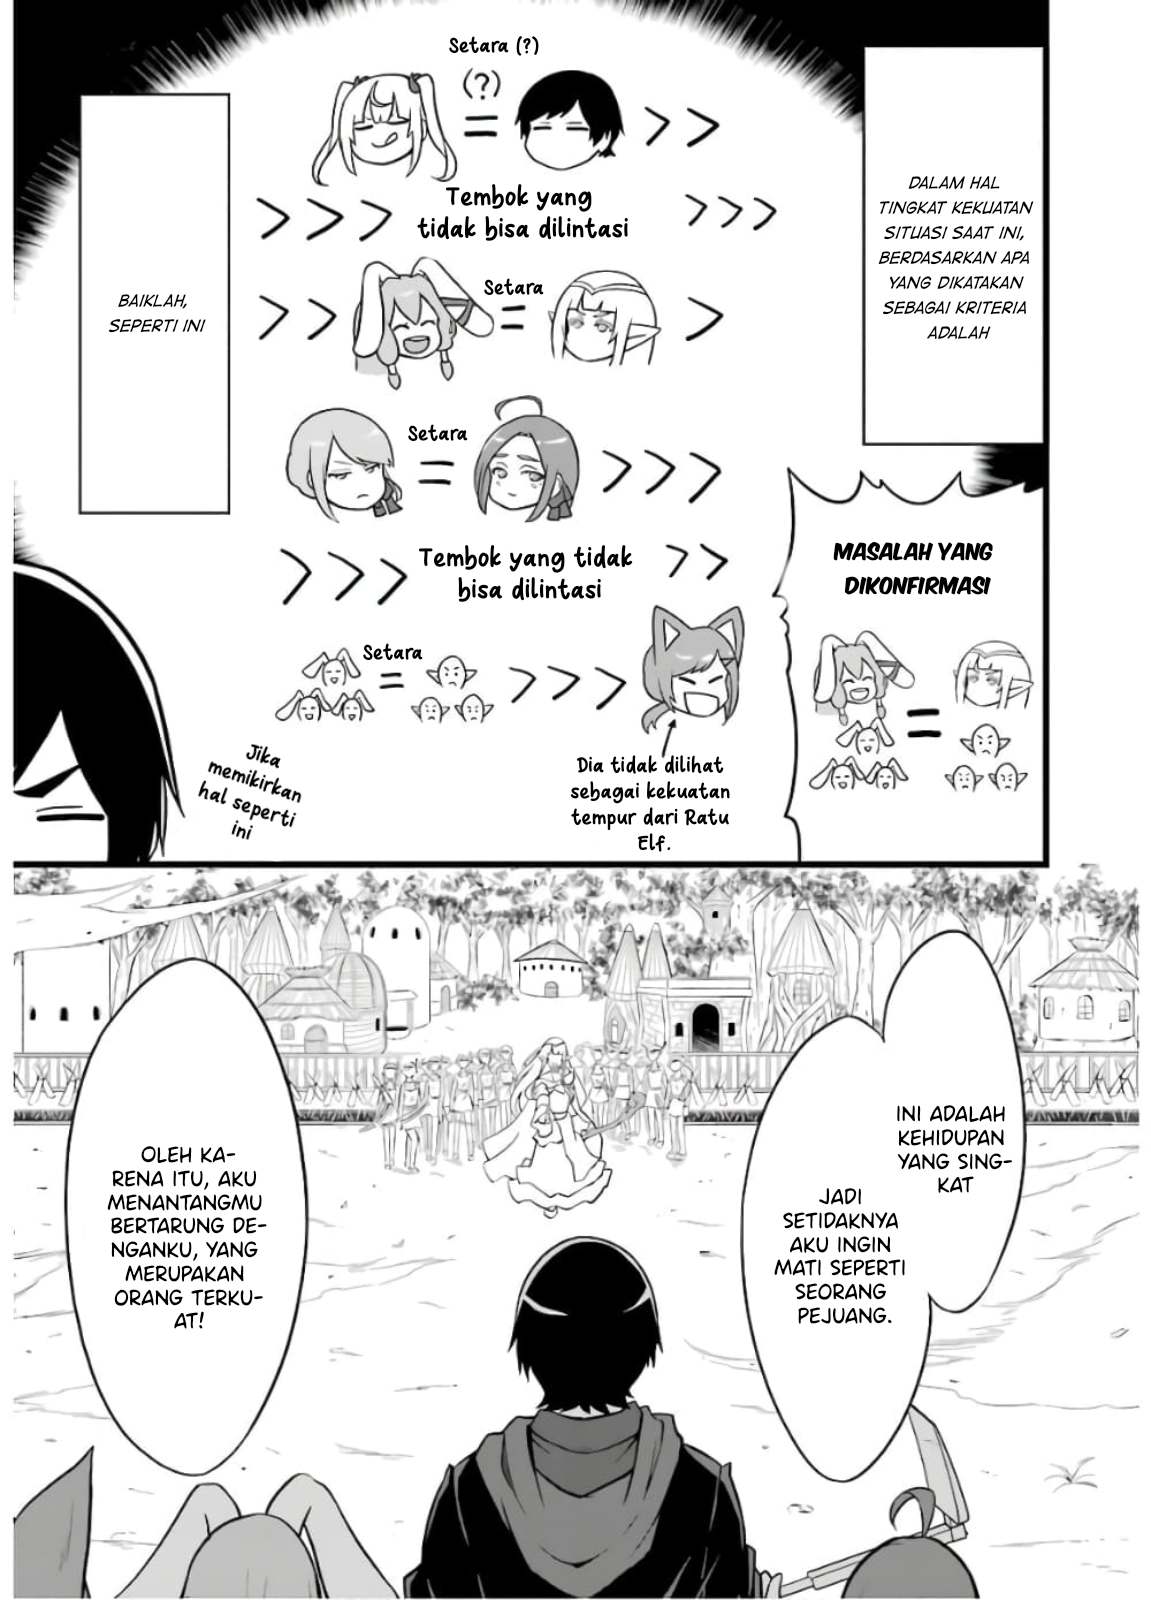 DALAM HAL
TINGKAT KEKUATAN
SITUASI SAAT INI,
BERDASARKAN APA
YANG DIKATAKAN
SEBAGAI KRITERIA
ADALAH
Setara (?)
(?)
=
>>
>>>
Tembok yang
tidak bisa dilintasi
>>>
BAIKLAH,
SEPERTI INI
>>
Setara
=
>
Setara
=
>>>
>>>
Tembok yang tidak
bisa dilintasi
>>
Setara
=
>>>
Dia tidak dilihat
sebagai kekuatan
tempur dari Ratu
Elf.
Jika
memikirkan
hal seperti
ini
MASALAH YANG
DIKONFIRMASI
=
INI ADALAH
KEHIDUPAN
YANG SING-
KAT
JADI
SETIDAKNYA
AKU INGIN
MATI SEPERTI
SEORANG
PEJUANG.
OLEH KA-
RENA ITU, AKU
MENANTANGMU
BERTARUNG DE-
NGANKU, YANG
MERUPAKAN
ORANG TERKU-
AT!